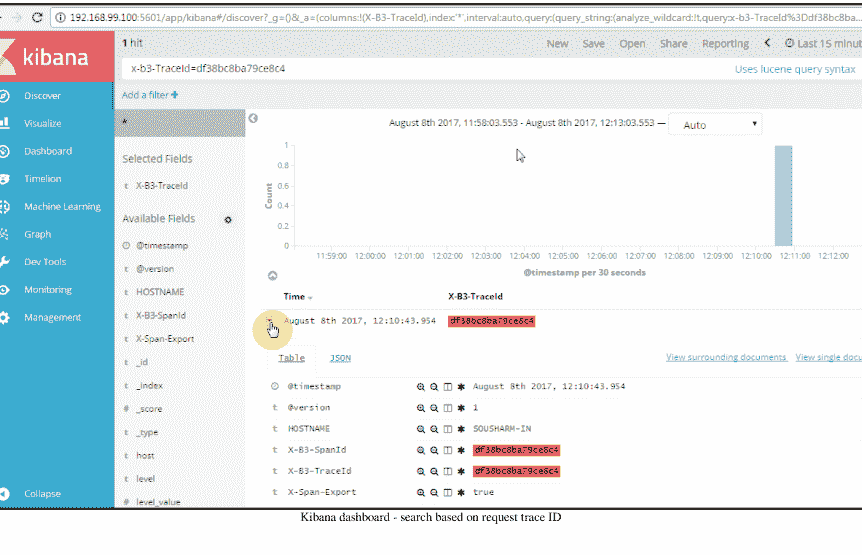 192.168.99.100:5601/app/kibana#/discover?_g=()&_a=(columns:!(X-B3-TraceId),index:'*',interval:auto,query:(query_string:(analyze_wildcard:!t,query:x-b3-TraceId%3Ddf38bc8ba
kibana
1 hit
New Save Open Share Reporting Last 15 minut
x-b3-TraceId=df38bc8ba79ce8c4
Uses lucene query syntax
Add a filter +
Discover
Visualize
Dashboard
Timelion
Machine Learning
Graph
Dev Tools
Monitoring
Management
Collapse
*
Selected Fields
t X-B3-TraceId
Available Fields
@timestamp
t @version
t HOSTNAME
t X-B3-SpanId
t X-Span-Export
t _id
t _index
# _score
t _type
t host
t level
# level_value
August 8th 2017, 11:58:03.553 - August 8th 2017, 12:13:03.553 —
Auto
Count
1
0.8
0.6
0.4
0.2
0
11:59:00 12:00:00 12:01:00 12:02:00 12:03:00 12:04:00 12:05:00 12:06:00 12:07:00 12:08:00 12:09:00 12:10:00 12:11:00 12:12:00
@timestamp per 30 seconds
Time X-B3-TraceId
August 8th 2017, 12:10:43.954 df38bc8ba79ce8c4
Table JSON
View surrounding documents View single docu
@timestamp August 8th 2017, 12:10:43.954
t @version 1
t HOSTNAME SOUSHARM-IN
t X-B3-SpanId df38bc8ba79ce8c4
t X-B3-TraceId df38bc8ba79ce8c4
t X-Span-Export true
Kibana dashboard - search based on request trace ID